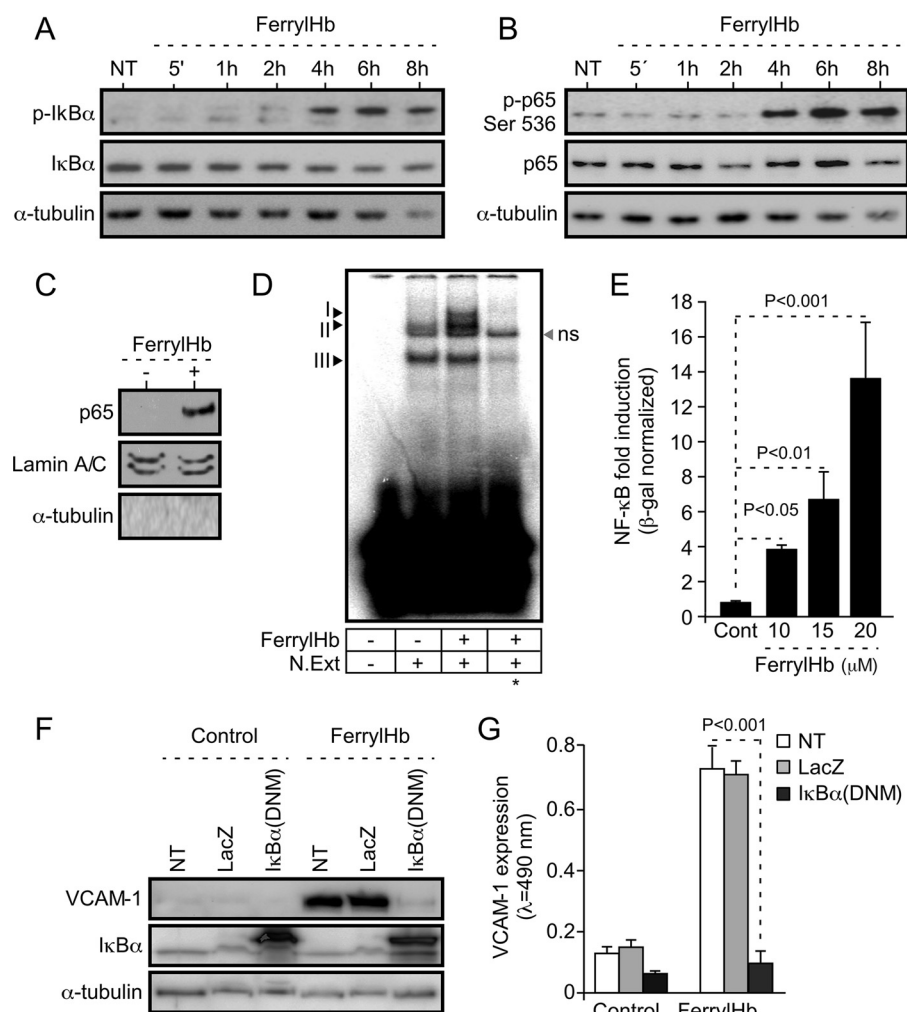 A
FerrylHb
NT 5' 1h 2h 4h 6h 8h
p-IkBα
IκBα
α-tubulin
B
FerrylHb
NT 5´ 1h 2h 4h 6h 8h
p-p65
Ser 536
p65
α-tubulin
C
FerrylHb
- +
p65
Lamin A/C
α-tubulin
D
I
II
III
ns
FerrylHb - - + +
N.Ext - + + +
*
E
NF-κB fold induction
(β-gal normalized)
18
16
14
12
10
8
6
4
2
0
P<0.001
P<0.01
P<0.05
Cont 10 15 20
FerrylHb (μM)
F
Control FerrylHb
NT LacZ IκBα(DNM) NT LacZ IκBα(DNM)
VCAM-1
IκBα
α-tubulin
G
VCAM-1 expression
(λ=490 nm)
0.8
0.6
0.4
0.2
0
P<0.001
NT
LacZ
IκBα(DNM)
Control FerrylHb